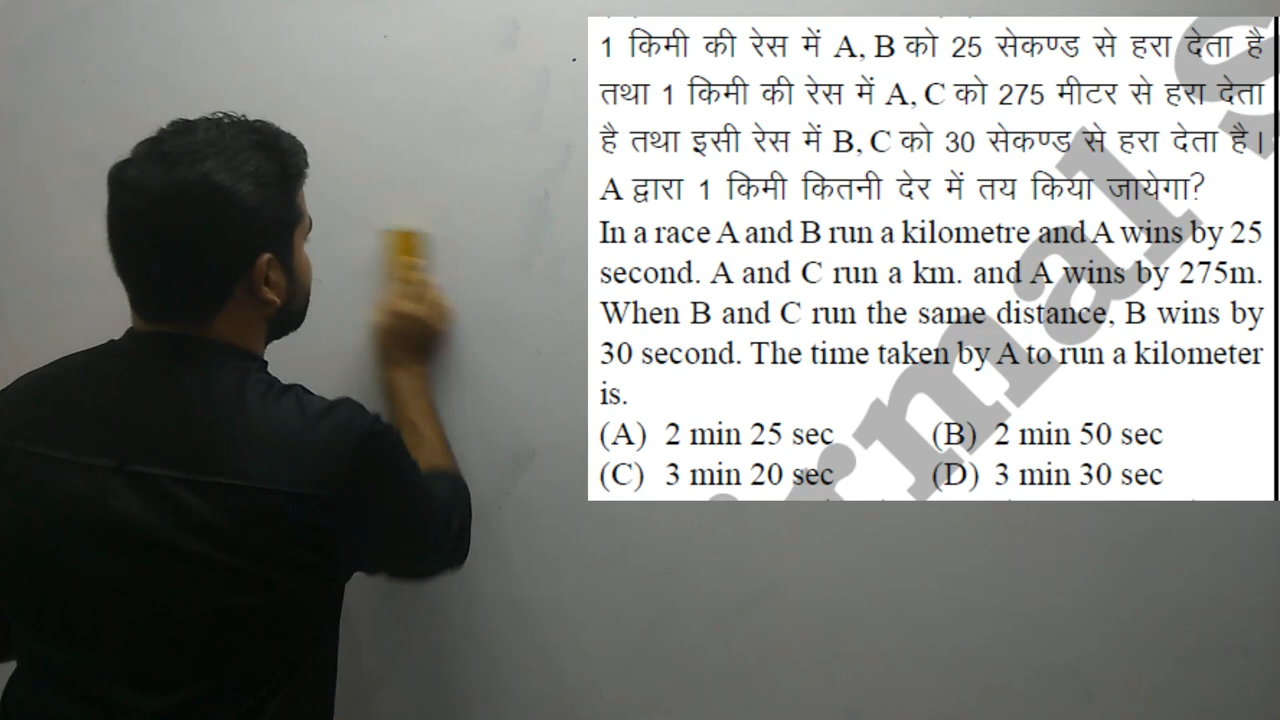 1 किमी की रेस में A, B को 25 सेकण्ड से हरा देता है
तथा 1 किमी की रेस में A, C को 275 मीटर से हरा देता
है तथा इसी रेस में B, C को 30 सेकण्ड से हरा देता है।
A द्वारा 1 किमी कितनी देर में तय किया जायेगा?
In a race A and B run a kilometre and A wins by 25
second. A and C run a km. and A wins by 275m.
When B and C run the same distance, B wins by
30 second. The time taken by A to run a kilometer
is.
(A) 2 min 25 sec (B) 2 min 50 sec
(C) 3 min 20 sec (D) 3 min 30 sec